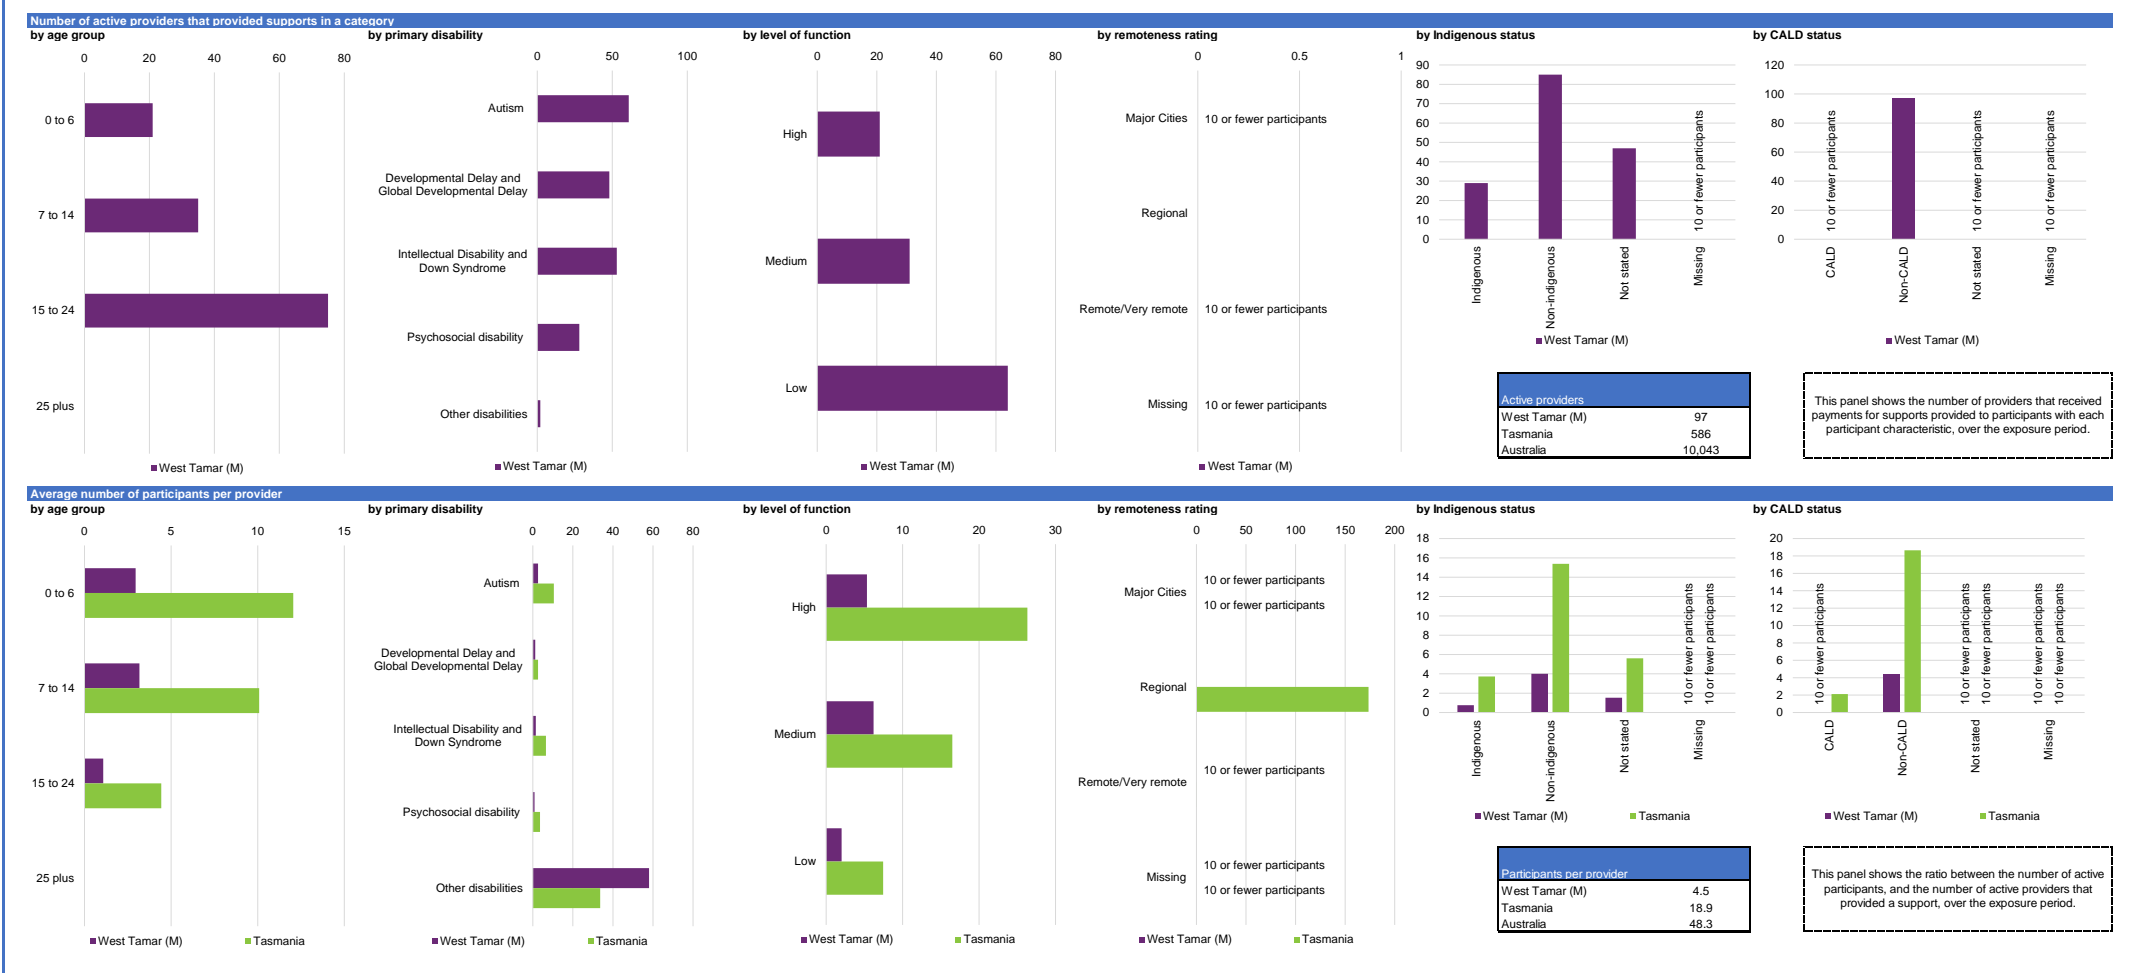 Number of active providers that provided supports in a category
by age group
0 20 40 60 80
0 to 6
7 to 14
15 to 24
25 plus
West Tamar (M)
by primary disability
0 50 100
Autism
Developmental Delay and
Global Developmental Delay
Intellectual Disability and
Down Syndrome
Psychosocial disability
Other disabilities
West Tamar (M)
by level of function
0 20 40 60 80
High
Medium
Low
West Tamar (M)
by remoteness rating
0 0.5 1
Major Cities 10 or fewer participants
Regional
Remote/Very remote 10 or fewer participants
Missing 10 or fewer participants
West Tamar (M)
by Indigenous status
90
80
70
60
50
40
30
20
10
0
10 or fewer participants
Indigenous
Non-indigenous
Not stated
Missing
West Tamar (M)
by CALD status
120
100
80
60
40
20
0
10 or fewer participants
10 or fewer participants
10 or fewer participants
CALD
Non-CALD
Not stated
Missing
West Tamar (M)
Active providers
West Tamar (M) 97
Tasmania 586
Australia 10,043
This panel shows the number of providers that received
payments for supports provided to participants with each
participant characteristic, over the exposure period.
Average number of participants per provider
by age group
0 5 10 15
0 to 6
7 to 14
15 to 24
25 plus
West Tamar (M) Tasmania
by primary disability
0 20 40 60 80
Autism
Developmental Delay and
Global Developmental Delay
Intellectual Disability and
Down Syndrome
Psychosocial disability
Other disabilities
West Tamar (M) Tasmania
by level of function
0 10 20 30
High
Medium
Low
West Tamar (M) Tasmania
by remoteness rating
0 50 100 150 200
10 or fewer participants
Major Cities
10 or fewer participants
Regional
10 or fewer participants
Remote/Very remote
10 or fewer participants
Missing
10 or fewer participants
West Tamar (M) Tasmania
by Indigenous status
18
16
14
12
10
8
6
4
2
0
10 or fewer participants
10 or fewer participants
Indigenous
Non-indigenous
Not stated
Missing
West Tamar (M) Tasmania
by CALD status
20
18
16
14
12
10
8
6
4
2
0
10 or fewer participants
10 or fewer participants
10 or fewer participants
10 or fewer participants
10 or fewer participants
CALD
Non-CALD
Not stated
Missing
West Tamar (M) Tasmania
Participants per provider
West Tamar (M) 4.5
Tasmania 18.9
Australia 48.3
This panel shows the ratio between the number of active
participants, and the number of active providers that
provided a support, over the exposure period.